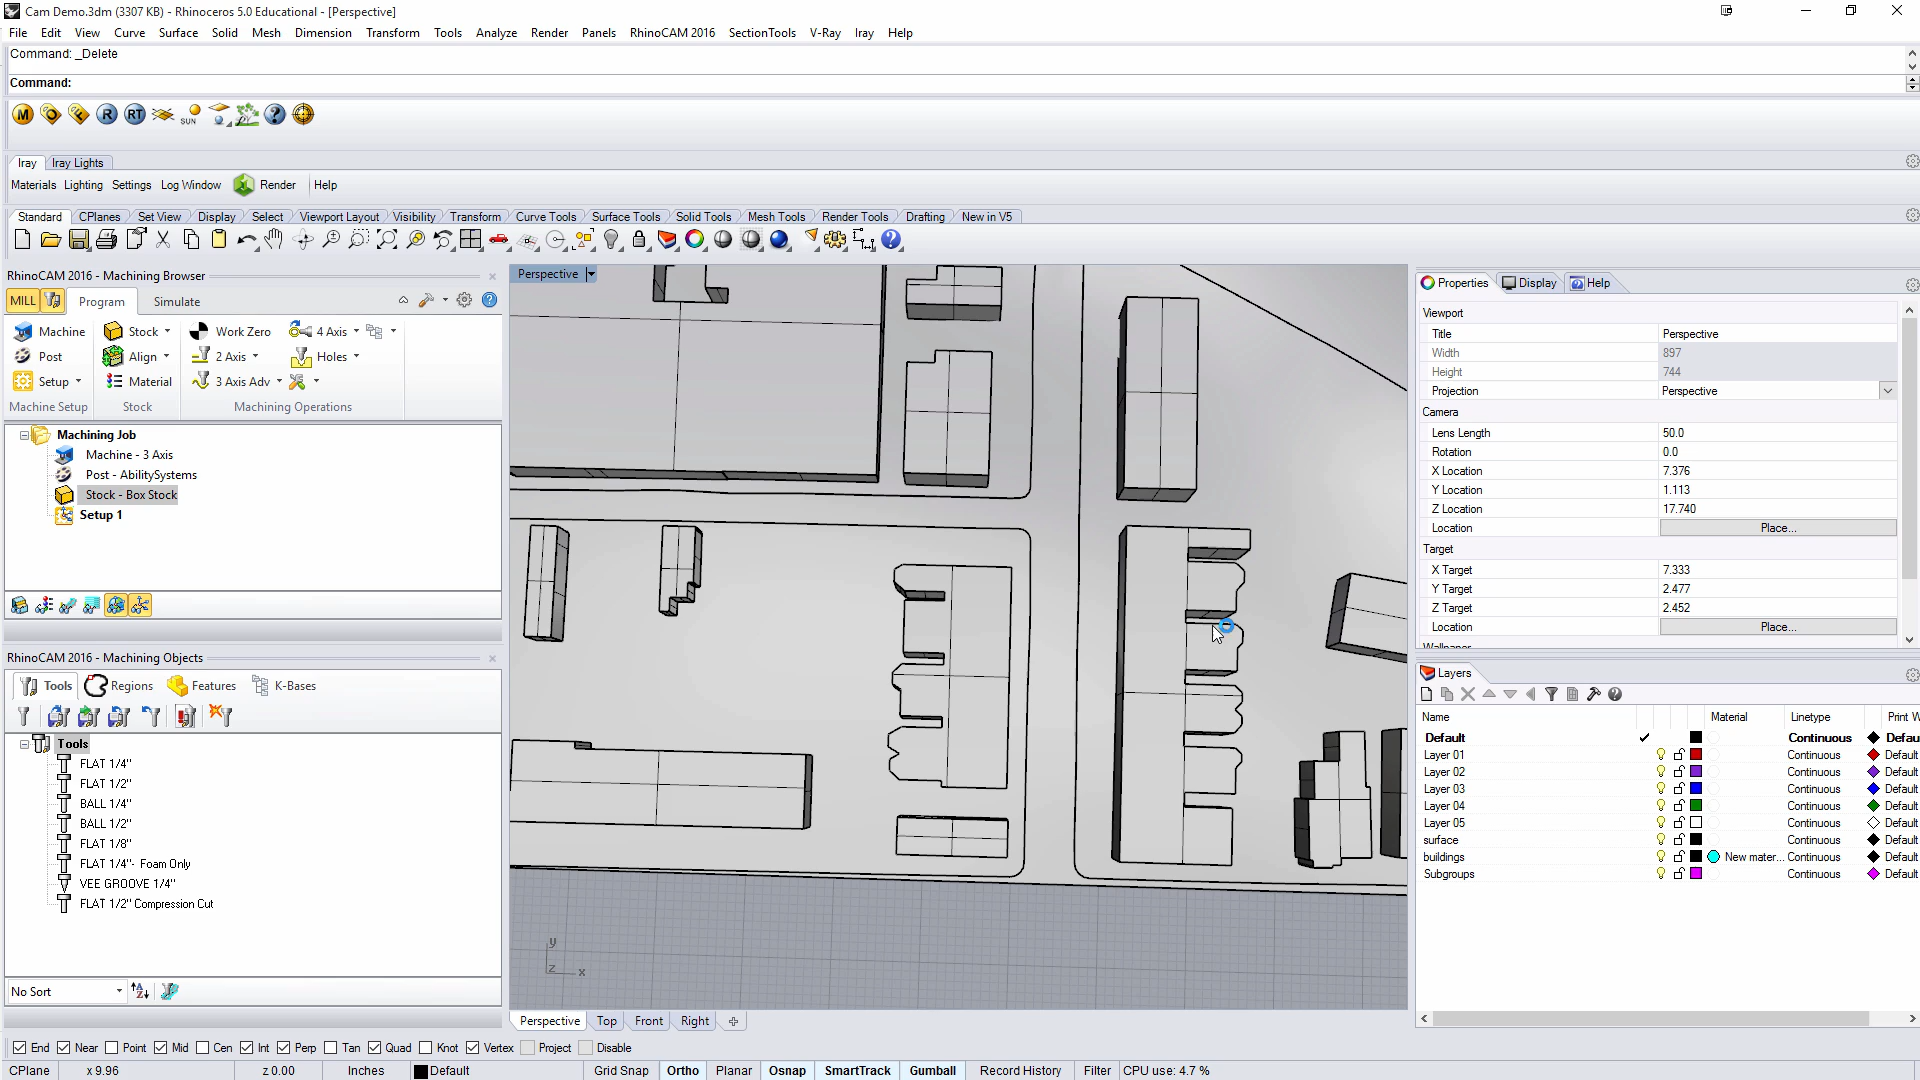 Cam Demo.3dm (3307 KB) - Rhinoceros 5.0 Educational - [Perspective]
File Edit View Curve Surface Solid Mesh Dimension Transform Tools Analyze Render Panels RhinoCAM 2016 SectionTools V-Ray Iray Help
Command: _Delete
Command:
M O F R RT SUN ?
Iray Iray Lights
Materials Lighting Settings Log Window Render Help
Standard CPlanes Set View Display Select Viewport Layout Visibility Transform Curve Tools Surface Tools Solid Tools Mesh Tools Render Tools Drafting New in V5
RhinoCAM 2016 - Machining Browser
MILL Program Simulate
Machine Stock Work Zero 4 Axis
Post Align 2 Axis Holes
Setup Material 3 Axis Adv
Machine Setup Stock Machining Operations
Machining Job
Machine - 3 Axis
Post - AbilitySystems
Stock - Box Stock
Setup 1
RhinoCAM 2016 - Machining Objects
Tools Regions Features K-Bases
Tools
FLAT 1/4"
FLAT 1/2"
BALL 1/4"
BALL 1/2"
FLAT 1/8"
FLAT 1/4"- Foam Only
VEE GROOVE 1/4"
FLAT 1/2" Compression Cut
No Sort
Perspective
y
z x
Perspective Top Front Right
Properties Display Help
Viewport
Title Perspective
Width 897
Height 744
Projection Perspective
Camera
Lens Length 50.0
Rotation 0.0
X Location 7.376
Y Location 1.113
Z Location 17.740
Location Place...
Target
X Target 7.333
Y Target 2.477
Z Target 2.452
Location Place...
Wallpaper
Layers
Name Material Linetype Print W
Default Continuous Defau
Layer 01 Continuous Default
Layer 02 Continuous Default
Layer 03 Continuous Default
Layer 04 Continuous Default
Layer 05 Continuous Default
surface Continuous Default
buildings New mater... Continuous Default
Subgroups Continuous Default
End Near Point Mid Cen Int Perp Tan Quad Knot Vertex Project Disable
CPlane x 9.96 z 0.00 Inches Default Grid Snap Ortho Planar Osnap SmartTrack Gumball Record History Filter CPU use: 4.7 %